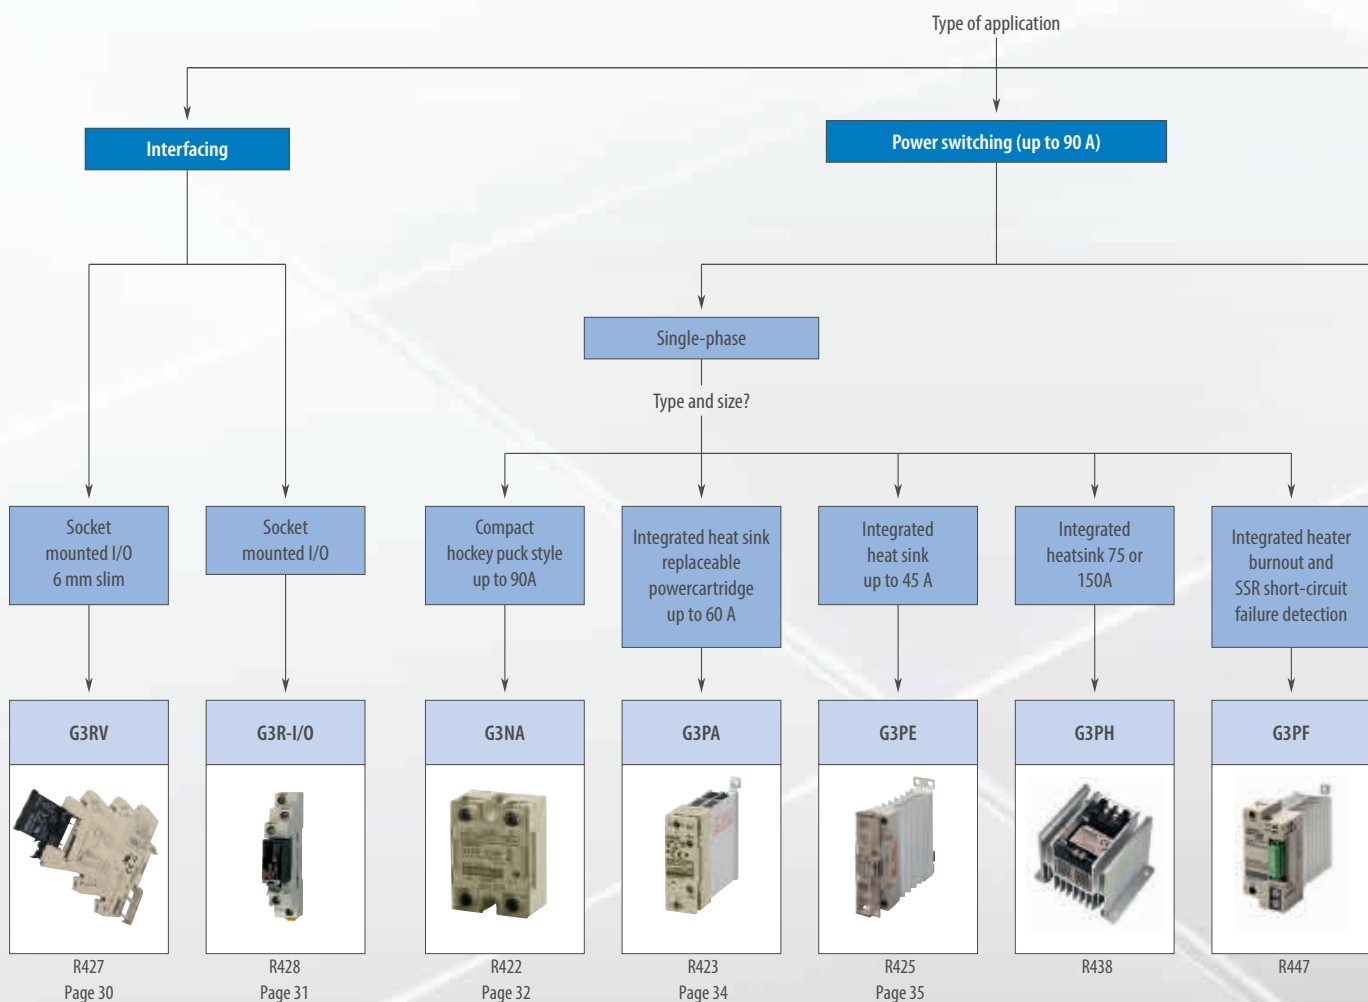 Type of application
Interfacing
Power switching (up to 90 A)
Single-phase
Type and size?
Socket
mounted I/O
6 mm slim
Socket
mounted I/O
Compact
hockey puck style
up to 90A
Integrated heat sink
replaceable
powercartridge
up to 60 A
Integrated
heat sink
up to 45 A
Integrated
heatsink 75 or
150A
Integrated heater
burnout and
SSR short-circuit
failure detection
G3RV
G3R-I/O
G3NA
G3PA
G3PE
G3PH
G3PF
R427
Page 30
R428
Page 31
R422
Page 32
R423
Page 34
R425
Page 35
R438
R447